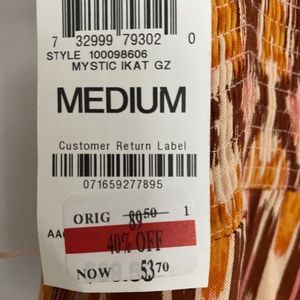 7 32999 79302 0
STYLE 100098606
MYSTIC IKAT GZ
MEDIUM
Customer Return Label
071659277895
ORIG 89 50 1
40% OFF
NOW 53 70